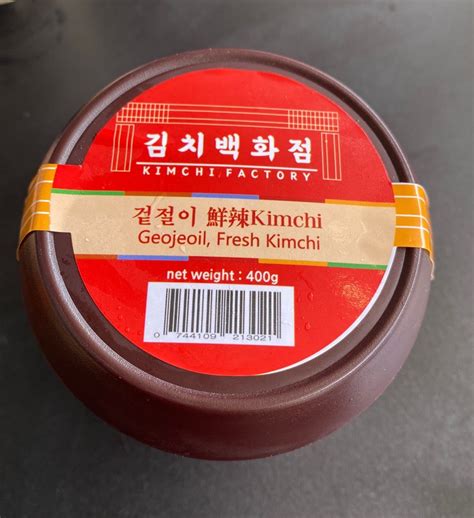 김치백화점
KIMCHI FACTORY
겉절이 鮮辣Kimchi
Geojeoil, Fresh Kimchi
net weight : 400g
0 744109 213021